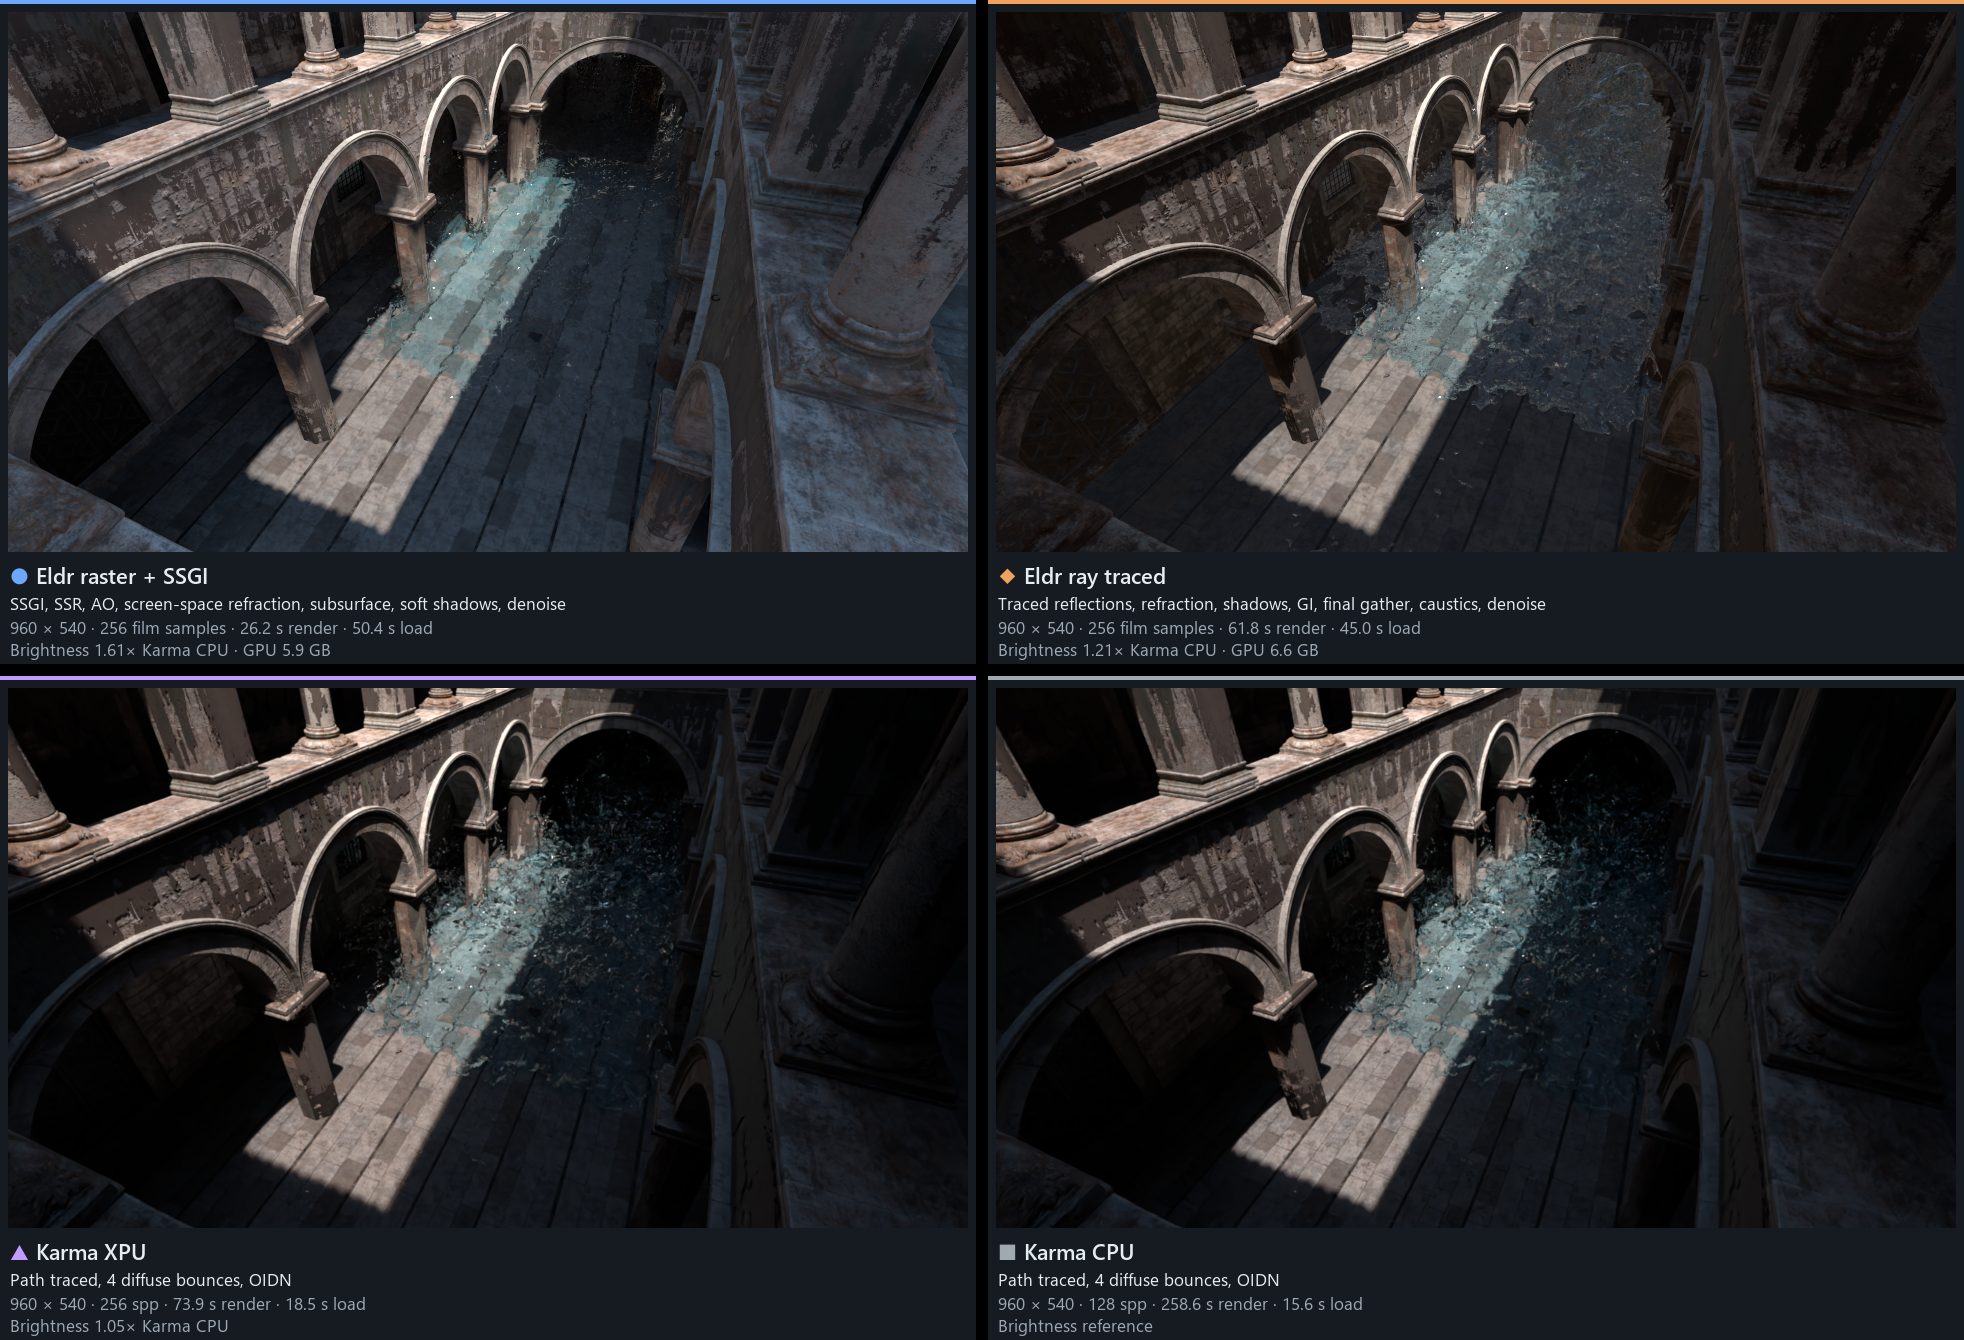 Eldr raster + SSGI
SSGI, SSR, AO, screen-space refraction, subsurface, soft shadows, denoise
960 × 540 · 256 film samples · 26.2 s render · 50.4 s load
Brightness 1.61× Karma CPU · GPU 5.9 GB
Eldr ray traced
Traced reflections, refraction, shadows, GI, final gather, caustics, denoise
960 × 540 · 256 film samples · 61.8 s render · 45.0 s load
Brightness 1.21× Karma CPU · GPU 6.6 GB
Karma XPU
Path traced, 4 diffuse bounces, OIDN
960 × 540 · 256 spp · 73.9 s render · 18.5 s load
Brightness 1.05× Karma CPU
Karma CPU
Path traced, 4 diffuse bounces, OIDN
960 × 540 · 128 spp · 258.6 s render · 15.6 s load
Brightness reference